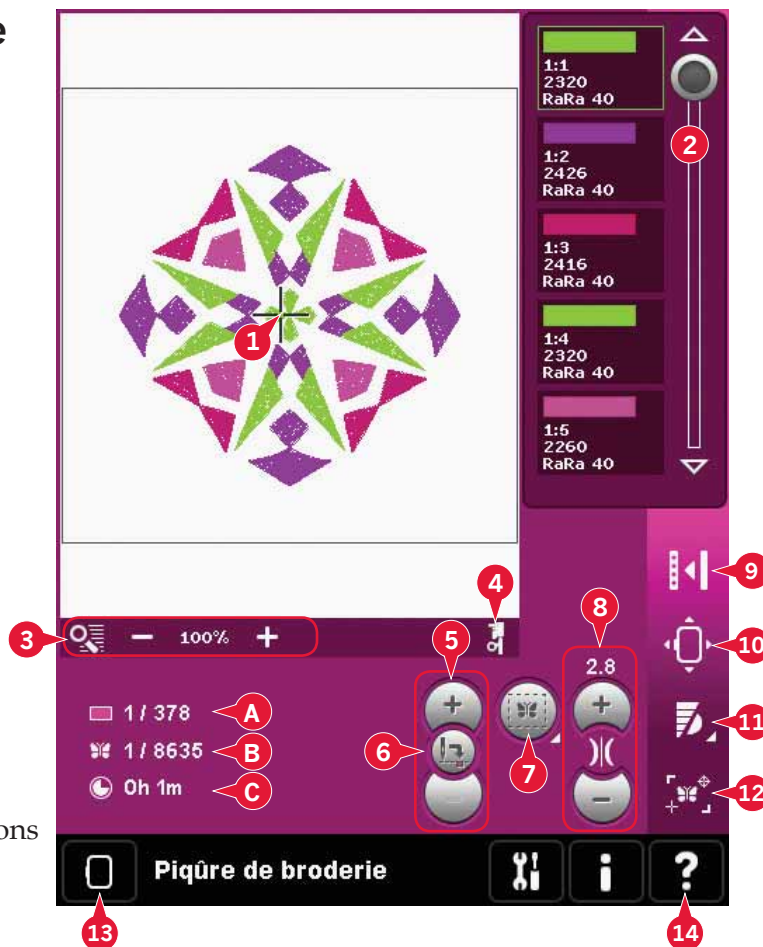 e
1:1
2320
RaRa 40
2
1:2
2426
RaRa 40
1:3
2416
RaRa 40
1
1:4
2320
RaRa 40
1:5
2260
RaRa 40
9
4
8
3
100%
5
10
2.8
1 / 378
A
11
1 / 8635
B
6
7
0h 1m
C
12
ons
Piqûre de broderie
i
?
13
14